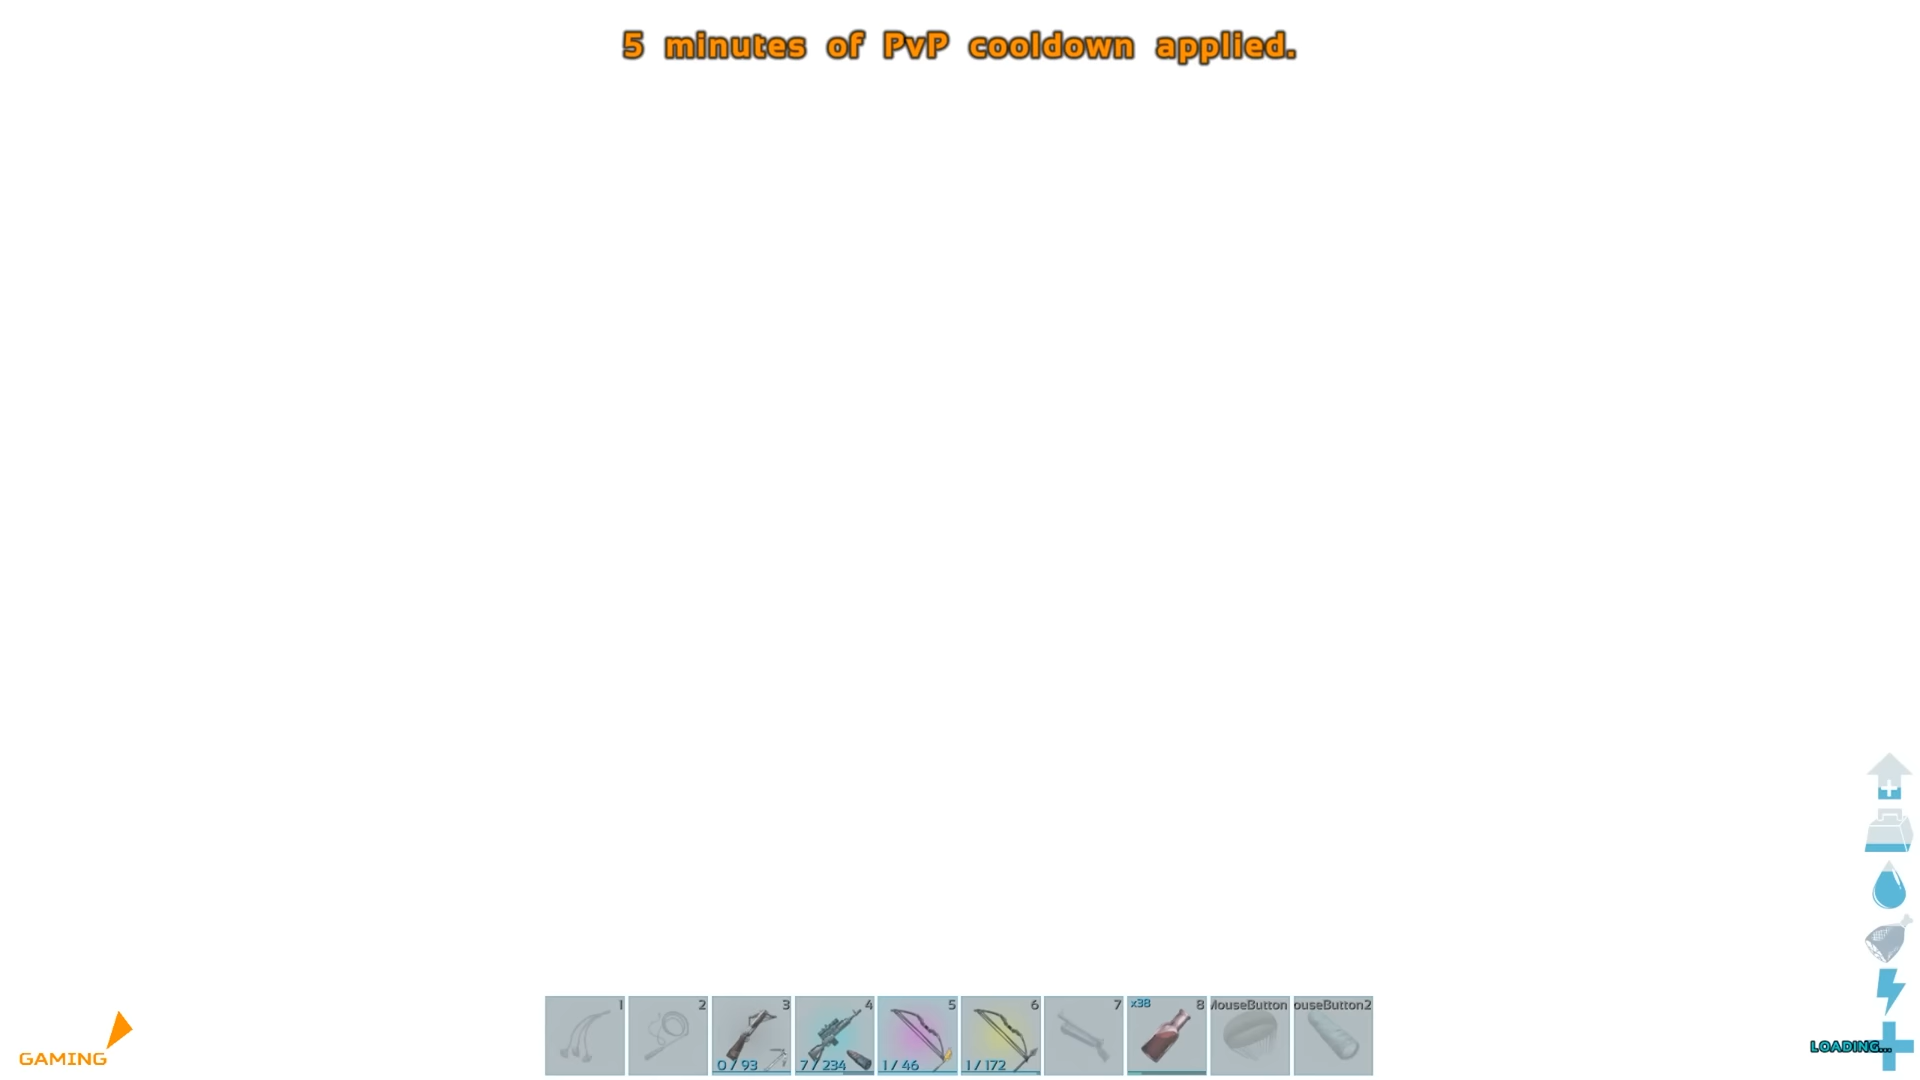 5 minutes of PvP cooldown applied.
1
2
3
0 / 93
4
7 / 234
5
1 / 46
6
1 / 172
7
x38
8
MouseButton
ouseButton2
GAMING
LOADING...